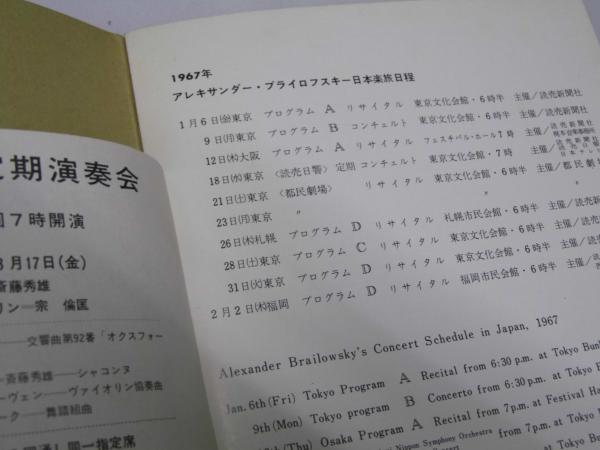 定期演奏会
7時開演
3月17日(金)
斎藤秀雄
リン━宗 倫匡
交響曲第92番「オクスフォー
斎藤秀雄━シャコンヌ
ーヴェン━ヴァイオリン協奏曲
ーク━舞踏組曲
同一指定席
1967年
アレキサンダー・ブライロフスキー日本楽旅日程
1月6日㈮東京 プログラム A リサイタル 東京文化会館・6時半 主催/読売新聞社
9日㈪東京 プログラム B コンチェルト 東京文化会館・6時半 主催/読売新聞社
12日㈭大阪 プログラム A リサイタル フェスティバル・ホール7時 主催/
18日㈬東京 〈読売日響〉定期 コンチェルト 東京文化会館・7時 主催/
21日㈯東京 〈都民劇場〉 リサイタル 東京文化会館・6時半 主催/都民劇
23日㈪東京 〃 〃 〃
26日㈭札幌 プログラム D リサイタル 札幌市民会館・6時半 主催/読売新
28日㈯東京 プログラム C リサイタル 東京文化会館・6時半 主催/読売
31日㈫東京 プログラム D リサイタル 東京文化会館・6時半 主催/読
2月2日㈭福岡 プログラム D リサイタル 福岡市民会館・6時半 主催/
Alexander Brailowsky's Concert Schedule in Japan, 1967
Jan. 6th (Fri) Tokyo Program A Recital from 6:30 p.m. at Tokyo Bunk
9th (Mon) Tokyo program B Concerto from 6:30 p.m. at Tokyo
(Thu) Osaka Program A Recital from 7p.m. at Festival Ha
Nippon Symphony Orchestra
from 7p.m. at Tokyo